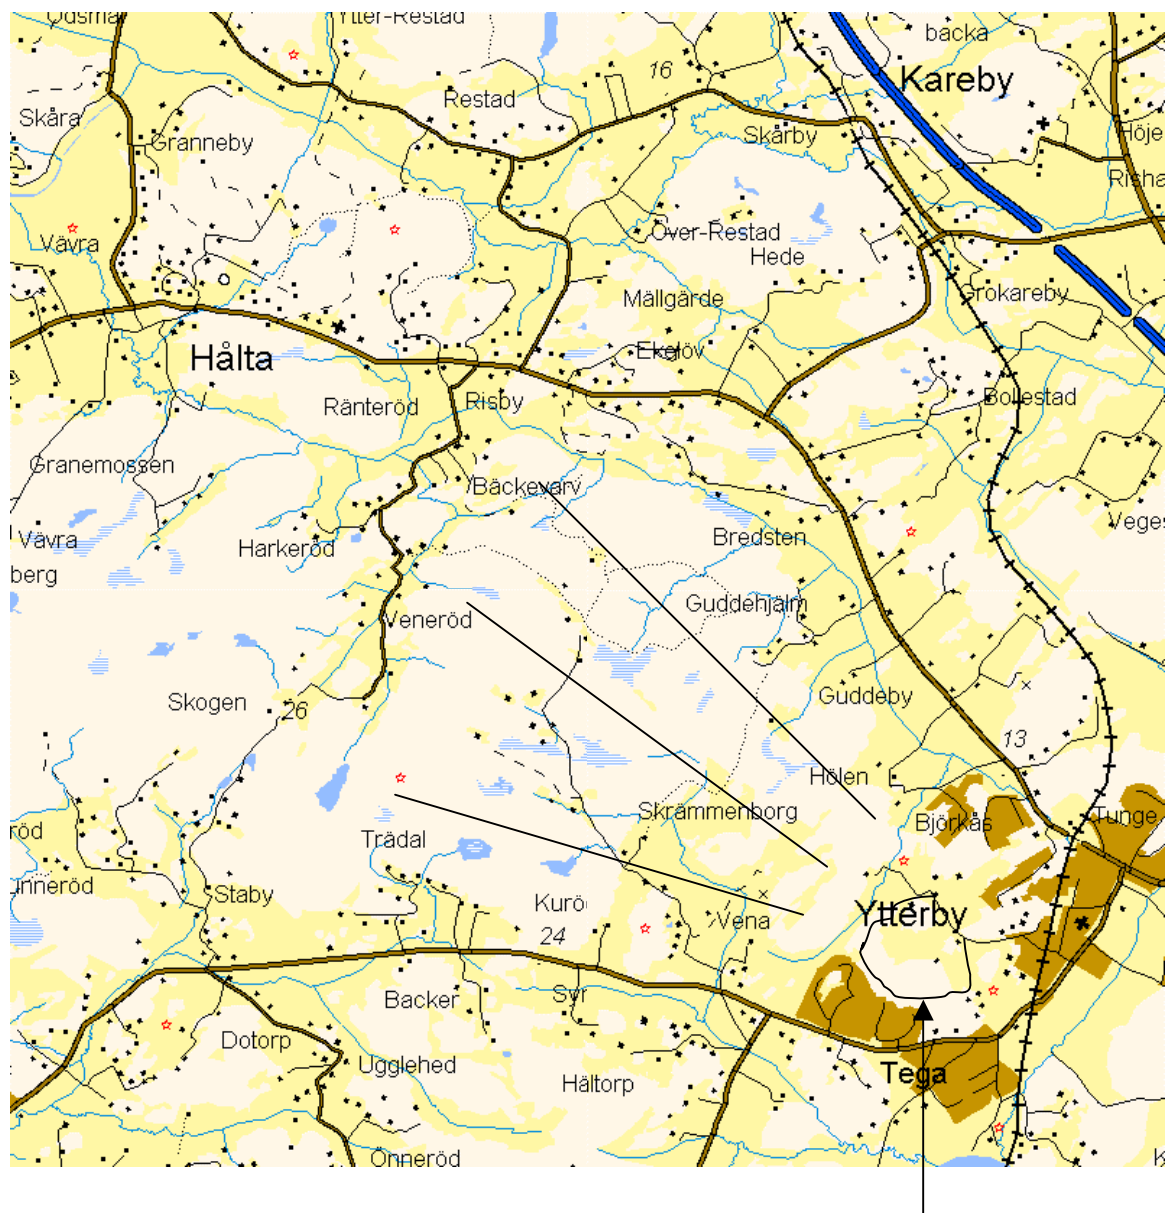 Ytter-Restad
backa
Kareby
16
Restad
Skåra
Granneby
Skårby
Höje
Risha
Vävra
Över-Restad
Hede
Mällgärde
Grokareby
Hålta
Ekelöv
Ränteröd
Risby
Bollestad
Granemossen
Bäckevarv
Vävra
berg
Harkeröd
Bredsten
Veges
Veneröd
Guddehjälm
Skogen
26
Guddeby
13
Hölen
Skrämmenborg
Björkås
Tunge
röd
Trädal
Staby
Kurö
Ytterby
24
Vena
Backer
Syr
Dotorp
Ugglehed
Hältorp
Tega
Önneröd
K